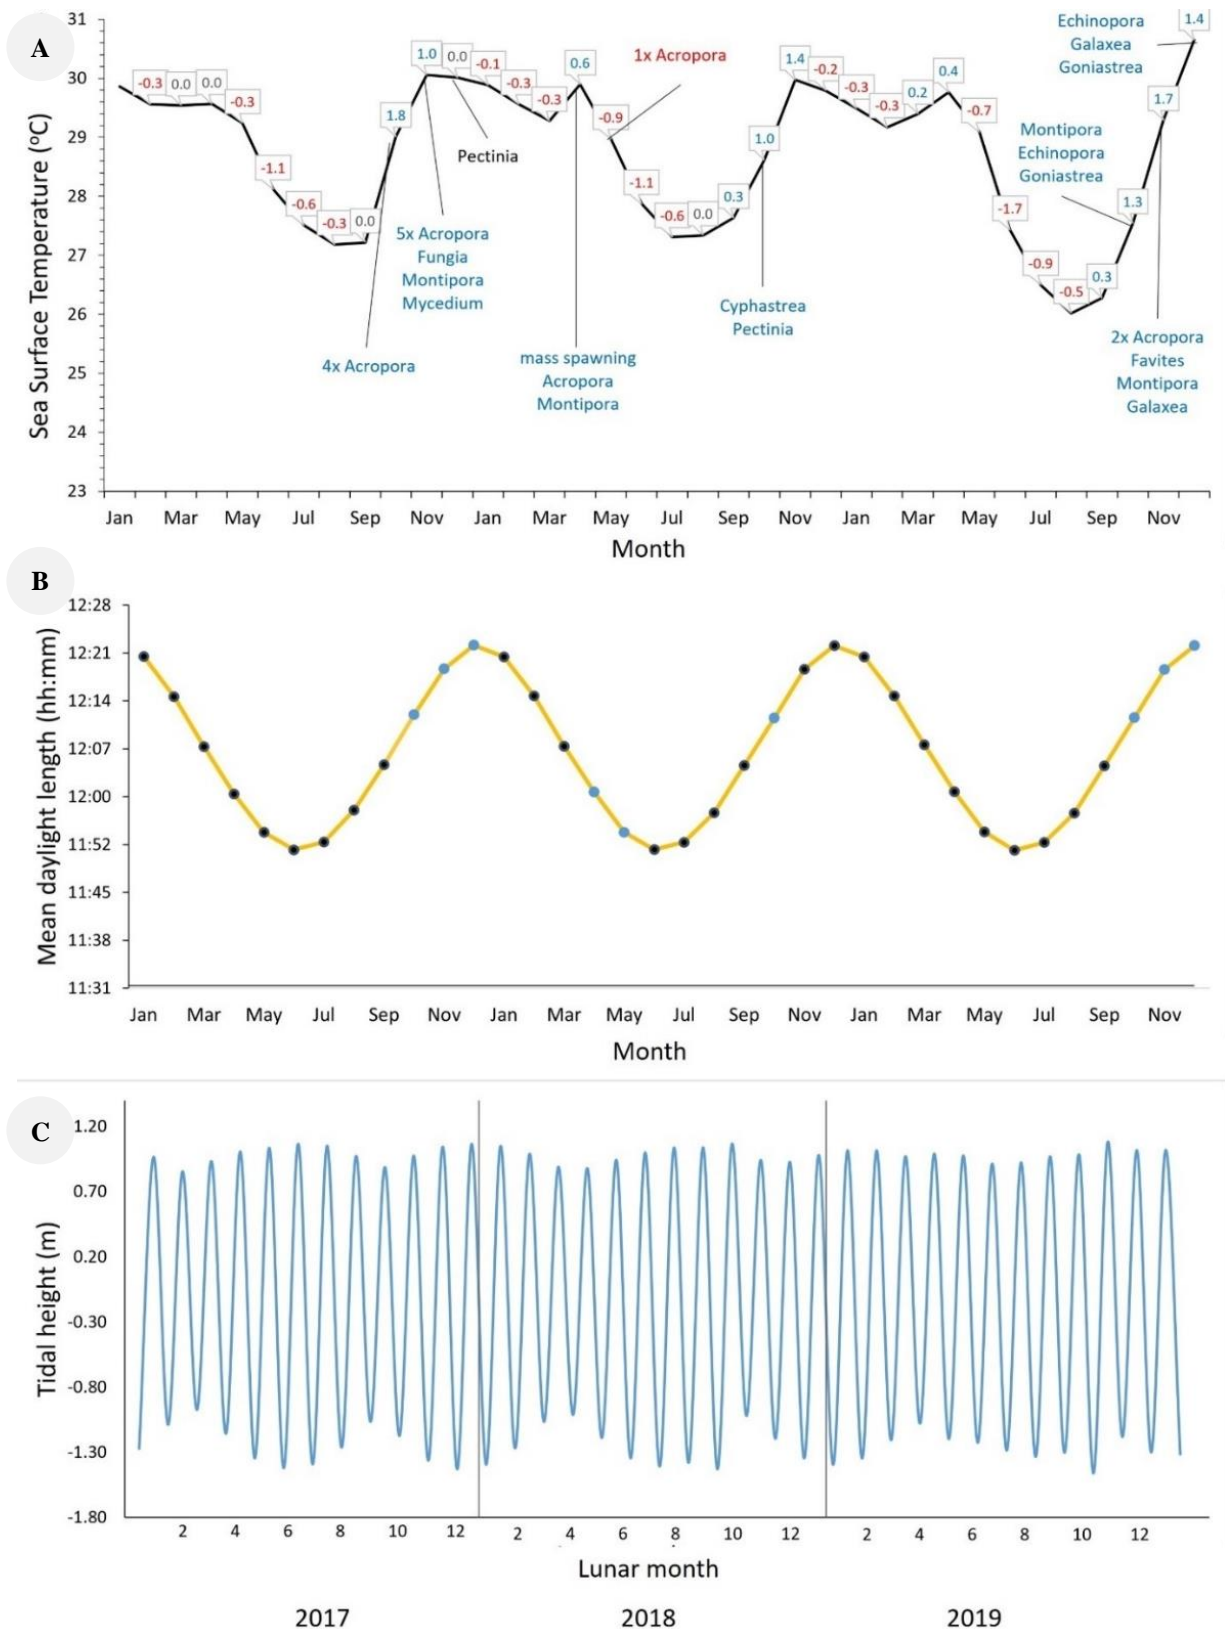 A
Sea Surface Temperature (ºC)
31
30
29
28
27
26
25
24
23
-0.3
0.0
0.0
-0.3
-1.1
-0.6
-0.3
0.0
1.8
1.0
0.0
-0.1
-0.3
-0.3
0.6
-0.9
-1.1
-0.6
0.0
0.3
1.0
1.4
-0.2
-0.3
-0.3
0.2
0.4
-0.7
-1.7
-0.9
-0.5
0.3
1.3
1.7
1.4
4x Acropora
5x Acropora
Fungia
Montipora
Mycedium
Pectinia
mass spawning
Acropora
Montipora
1x Acropora
Cyphastrea
Pectinia
Montipora
Echinopora
Goniastrea
2x Acropora
Favites
Montipora
Galaxea
Echinopora
Galaxea
Goniastrea
Jan Mar May Jul Sep Nov Jan Mar May Jul Sep Nov Jan Mar May Jul Sep Nov
Month
B
Mean daylight length (hh:mm)
12:28
12:21
12:14
12:07
12:00
11:52
11:45
11:38
11:31
Jan Mar May Jul Sep Nov Jan Mar May Jul Sep Nov Jan Mar May Jul Sep Nov
Month
C
Tidal height (m)
1.20
0.70
0.20
-0.30
-0.80
-1.30
-1.80
2 4 6 8 10 12 2 4 6 8 10 12 2 4 6 8 10 12
Lunar month
2017 2018 2019